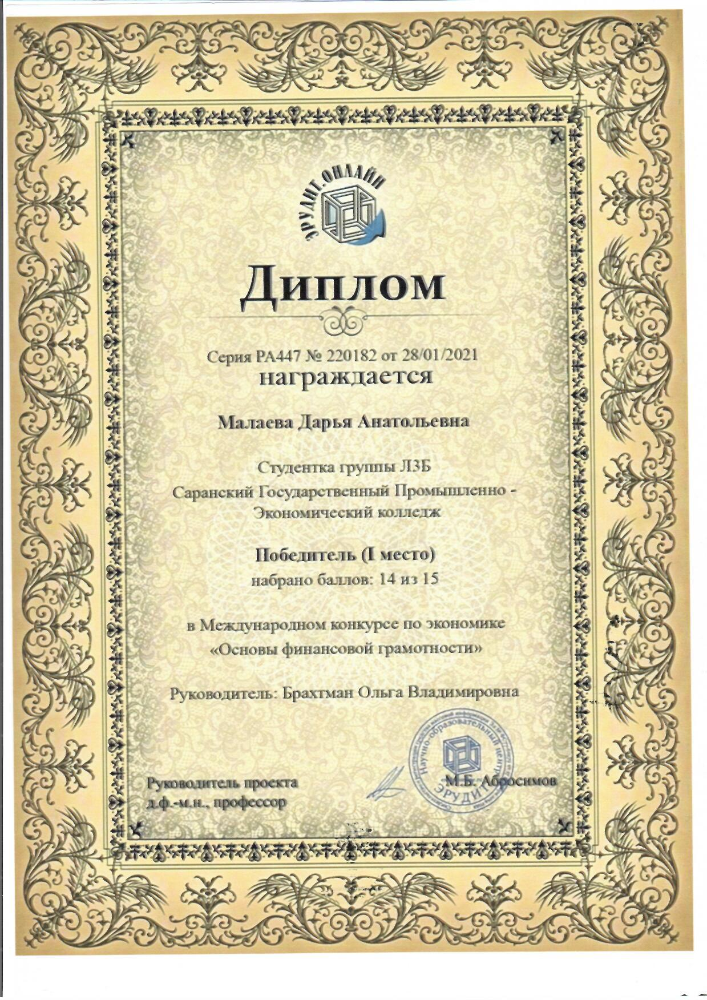 ЭРУДИТ.ОНЛАЙН
Диплом
Серия РА447 № 220182 от 28/01/2021
награждается
Малаева Дарья Анатольевна
Студентка группы Л3Б
Саранский Государственный Промышленно -
Экономический колледж
Победитель (I место)
набрано баллов: 14 из 15
в Международном конкурсе по экономике
«Основы финансовой грамотности»
Руководитель: Брахтман Ольга Владимировна
Научно-образовательный центр
ЭРУДИТ
Руководитель проекта
М.Б. Абросимов
д.ф.-м.н., профессор